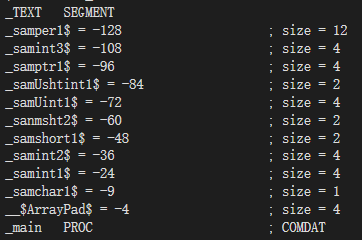 _TEXT SEGMENT
_samper1$ = -128 ; size = 12
_samint3$ = -108 ; size = 4
_samptr1$ = -96 ; size = 4
_samUshtint1$ = -84 ; size = 2
_samUint1$ = -72 ; size = 4
_sanmsht2$ = -60 ; size = 2
_samshort1$ = -48 ; size = 2
_samint2$ = -36 ; size = 4
_samint1$ = -24 ; size = 4
_samchar1$ = -9 ; size = 1
__$ArrayPad$ = -4 ; size = 4
_main PROC ; COMDAT